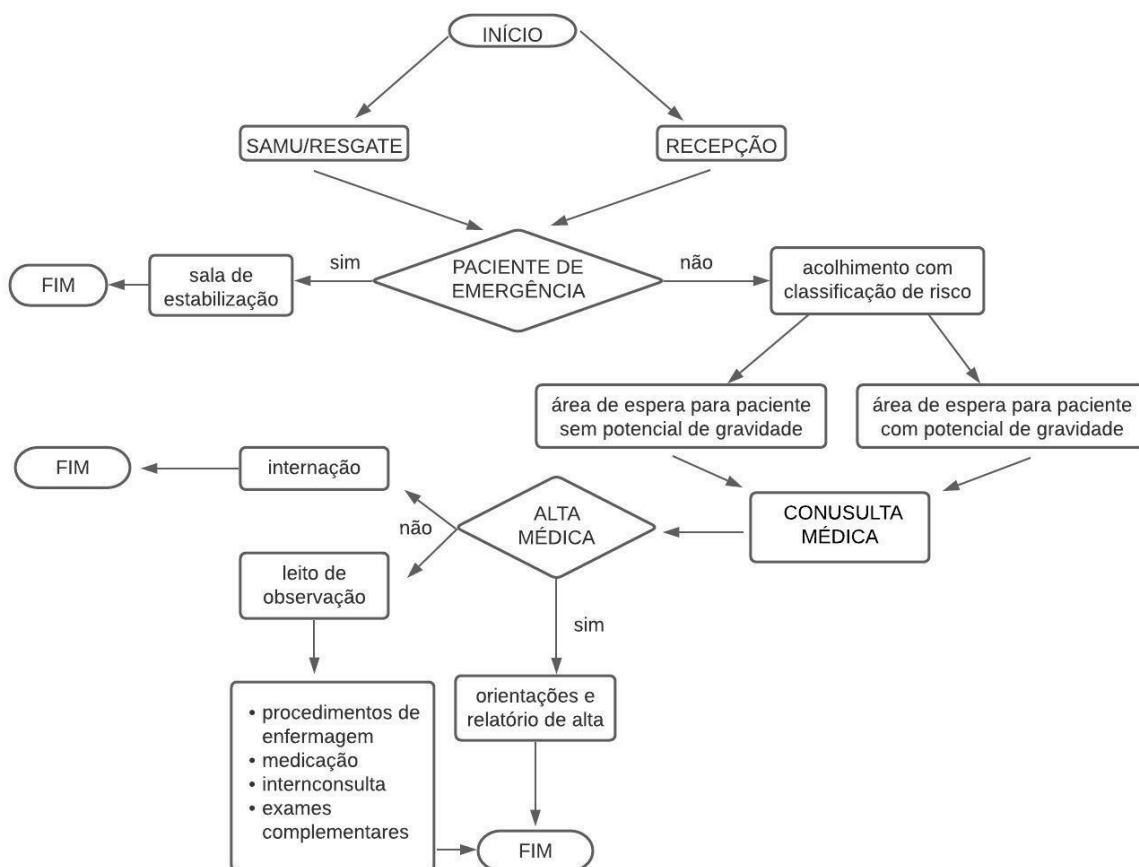 INÍCIO
SAMU/RESGATE
RECEPÇÃO
FIM
sala de
estabilização
sim
PACIENTE DE
EMERGÊNCIA
não
acolhimento com
classificação de risco
área de espera para paciente
sem potencial de gravidade
área de espera para paciente
com potencial de gravidade
FIM
internação
não
ALTA
MÉDICA
CONUSULTA
MÉDICA
leito de
observação
sim
• procedimentos de
enfermagem
• medicação
• internconsulta
• exames
complementares
orientações e
relatório de alta
FIM